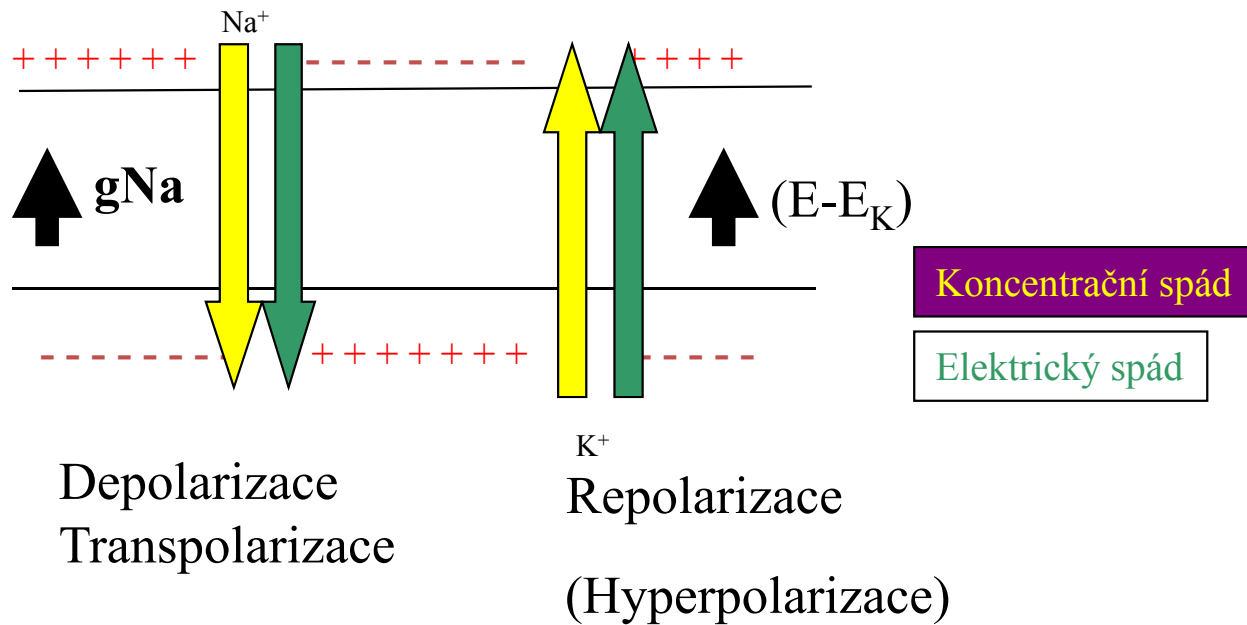 Na⁺
+ + + + + + – – – – – – – – + + + +
gNa
(E-E_K)
Koncentrační spád
– – – – – – – – + + + + + + + – – – – –
Elektrický spád
K⁺
Depolarizace
Transpolarizace
Repolarizace
(Hyperpolarizace)